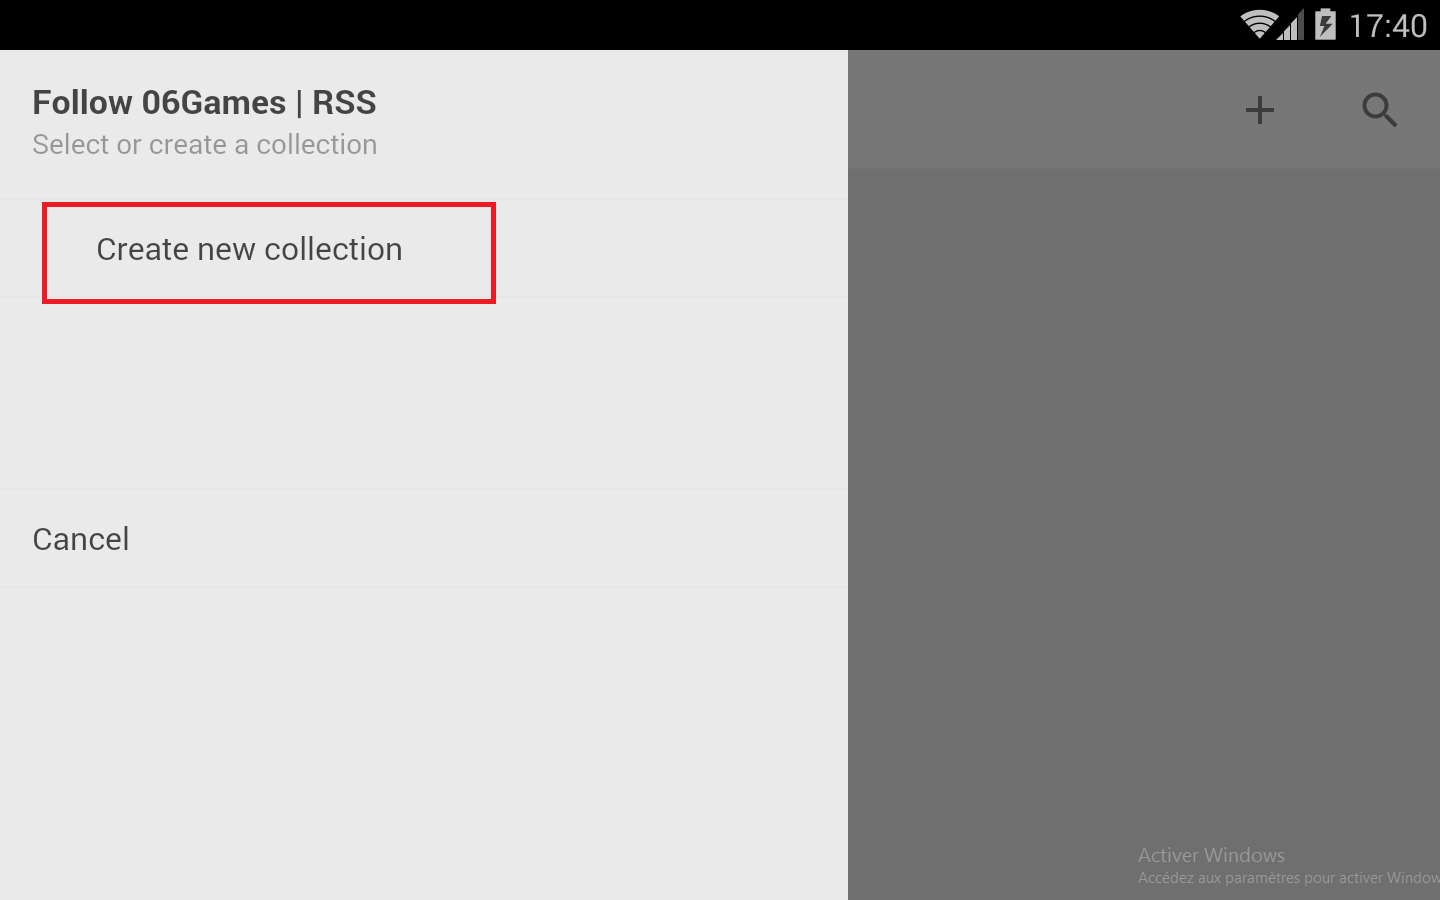 17:40
Follow 06Games | RSS
Select or create a collection
Create new collection
Cancel
Activer Windows
Accédez aux paramètres pour activer Window